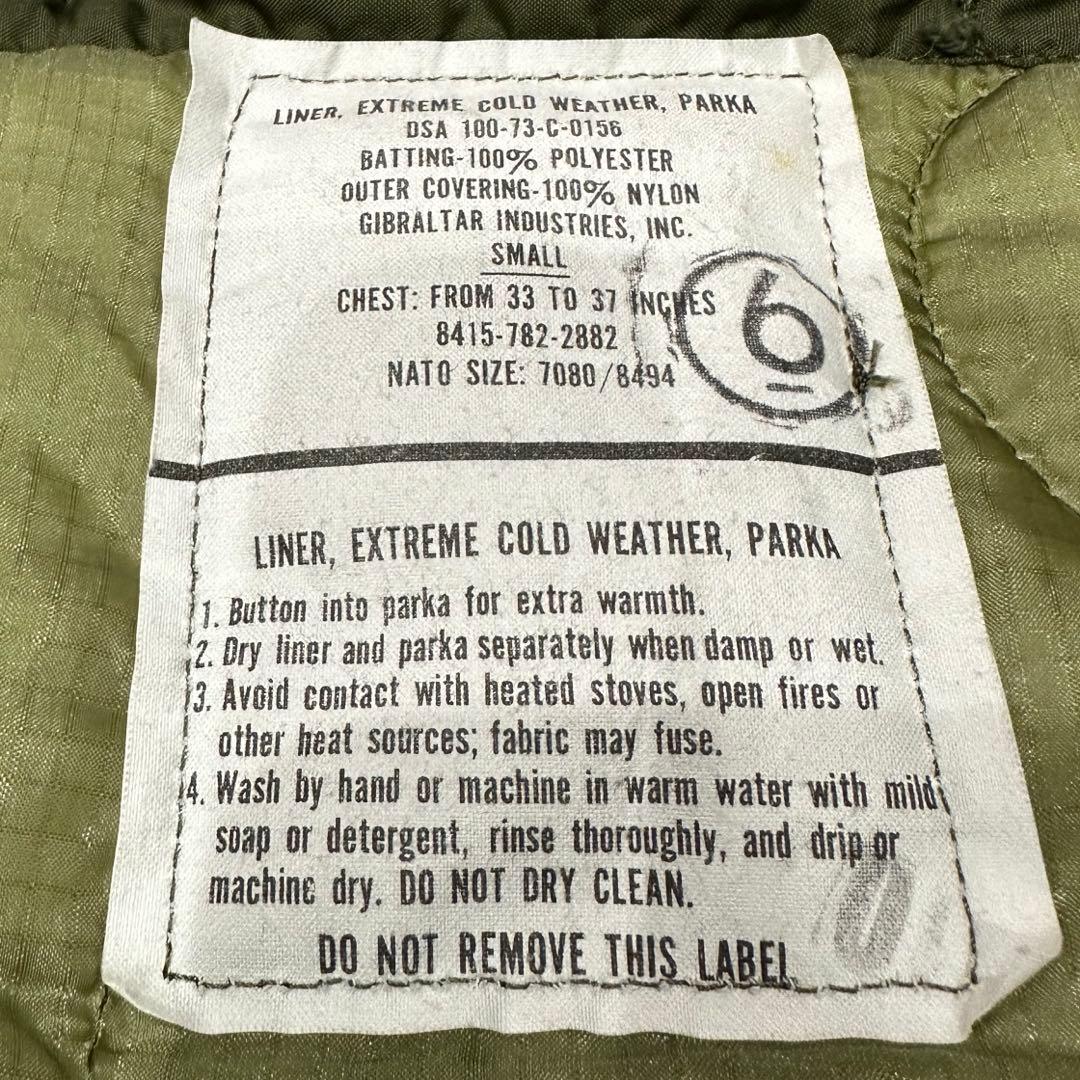 LINER, EXTREME COLD WEATHER, PARKA
DSA 100-73-C-0156
BATTING-100% POLYESTER
OUTER COVERING-100% NYLON
GIBRALTAR INDUSTRIES, INC.
SMALL
CHEST: FROM 33 TO 37 INCHES
8415-782-2882
NATO SIZE: 7080/8494
6
LINER, EXTREME COLD WEATHER, PARKA
1. Button into parka for extra warmth.
2. Dry liner and parka separately when damp or wet.
3. Avoid contact with heated stoves, open fires or
other heat sources; fabric may fuse.
4. Wash by hand or machine in warm water with mild
soap or detergent, rinse thoroughly, and drip or
machine dry. DO NOT DRY CLEAN.
DO NOT REMOVE THIS LABEL